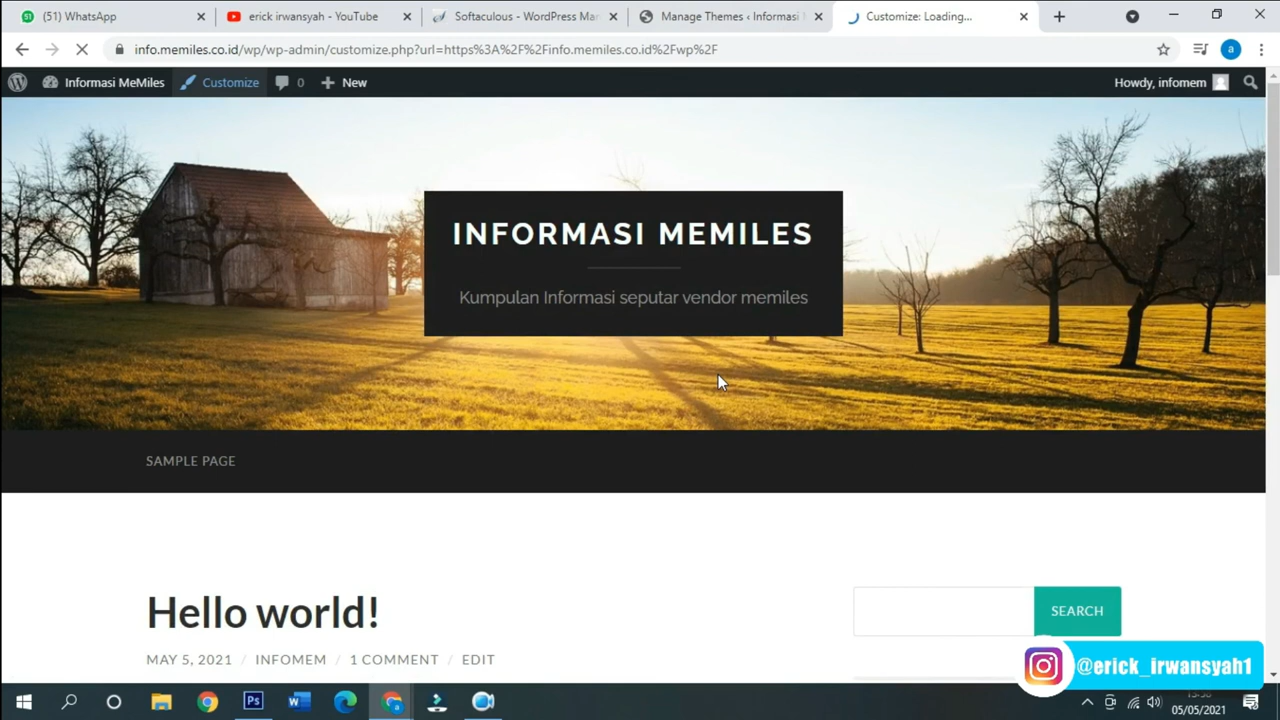 51
(51) WhatsApp
erick irwansyah - YouTube
Softaculous - WordPress Mar
Manage Themes ‹ Informasi
Customize: Loading...
info.memiles.co.id/wp/wp-admin/customize.php?url=https%3A%2F%2Finfo.memiles.co.id%2Fwp%2F
a
Informasi MeMiles
Customize
0
New
Howdy, infomem
INFORMASI MEMILES
Kumpulan Informasi seputar vendor memiles
SAMPLE PAGE
Hello world!
SEARCH
MAY 5, 2021 / INFOMEM / 1 COMMENT / EDIT
@erick_irwansyah1
Ps
05/05/2021